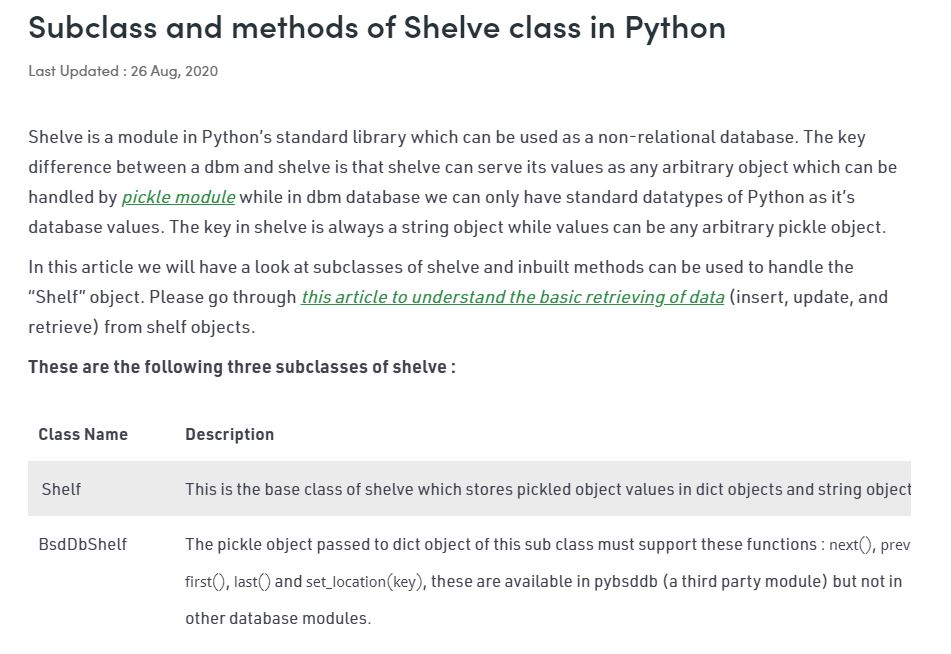 Subclass and methods of Shelve class in Python
Last Updated : 26 Aug, 2020
Shelve is a module in Python's standard library which can be used as a non-relational database. The key
difference between a dbm and shelve is that shelve can serve its values as any arbitrary object which can be
handled by pickle module while in dbm database we can only have standard datatypes of Python as it's
database values. The key in shelve is always a string object while values can be any arbitrary pickle object.
In this article we will have a look at subclasses of shelve and inbuilt methods can be used to handle the
“Shelf” object. Please go through this article to understand the basic retrieving of data (insert, update, and
retrieve) from shelf objects.
These are the following three subclasses of shelve :
Class Name Description
Shelf This is the base class of shelve which stores pickled object values in dict objects and string object
BsdDbShelf The pickle object passed to dict object of this sub class must support these functions : next(), prev
first(), last() and set_location(key), these are available in pybsddb (a third party module) but not in
other database modules.